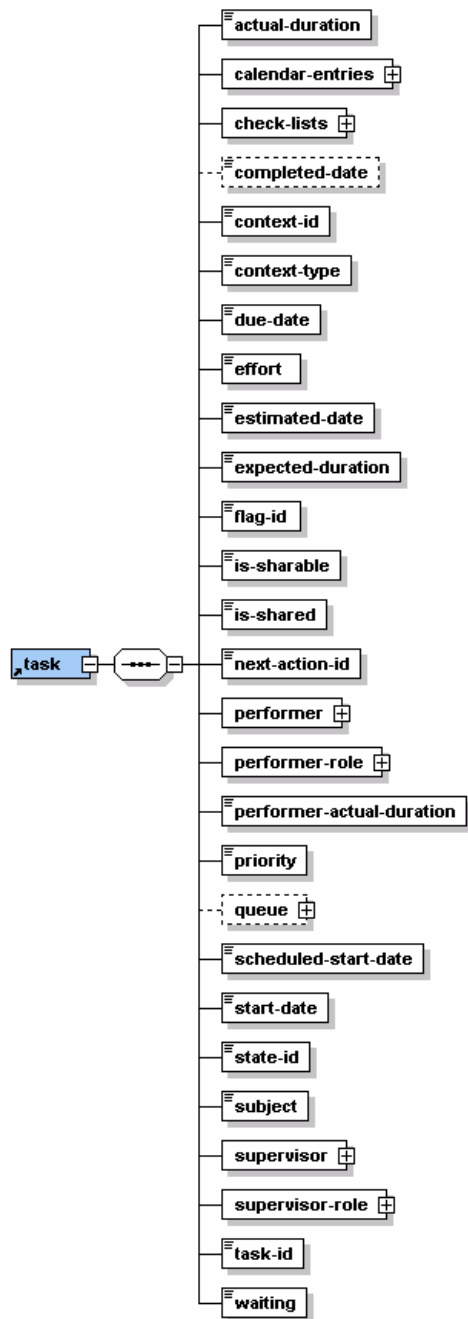 actual-duration
calendar-entries
check-lists
completed-date
context-id
context-type
due-date
effort
estimated-date
expected-duration
flag-id
is-sharable
is-shared
task
next-action-id
performer
performer-role
performer-actual-duration
priority
queue
scheduled-start-date
start-date
state-id
subject
supervisor
supervisor-role
task-id
waiting